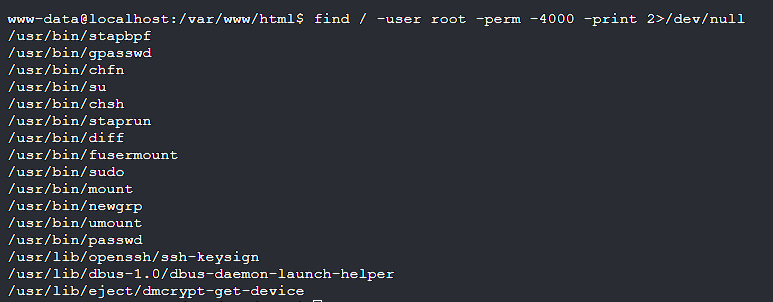 www-data@localhost:/var/www/html$ find / -user root -perm -4000 -print 2>/dev/null
/usr/bin/stapbpf
/usr/bin/gpasswd
/usr/bin/chfn
/usr/bin/su
/usr/bin/chsh
/usr/bin/staprun
/usr/bin/diff
/usr/bin/fusermount
/usr/bin/sudo
/usr/bin/mount
/usr/bin/newgrp
/usr/bin/umount
/usr/bin/passwd
/usr/lib/openssh/ssh-keysign
/usr/lib/dbus-1.0/dbus-daemon-launch-helper
/usr/lib/eject/dmcrypt-get-device